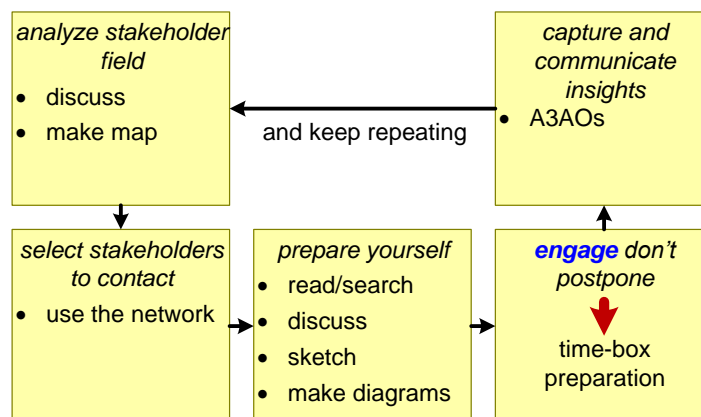 analyze stakeholder
field
• discuss
• make map
and keep repeating
capture and
communicate
insights
• A3AOs
select stakeholders
to contact
• use the network
prepare yourself
• read/search
• discuss
• sketch
• make diagrams
engage don't
postpone
time-box
preparation